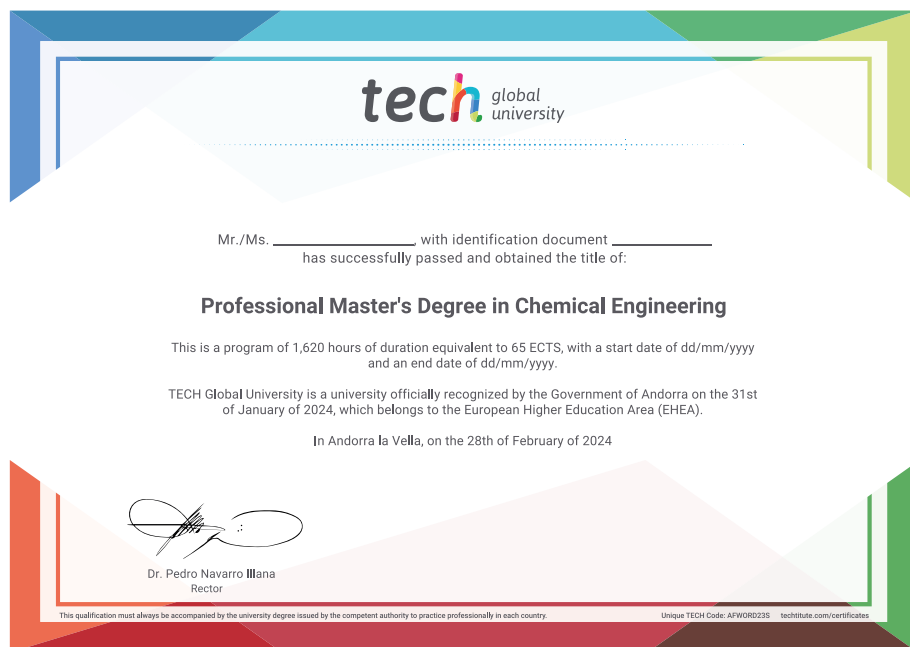 tech global university
Mr./Ms. ____________, with identification document ____________
has successfully passed and obtained the title of:
Professional Master's Degree in Chemical Engineering
This is a program of 1,620 hours of duration equivalent to 65 ECTS, with a start date of dd/mm/yyyy
and an end date of dd/mm/yyyy.
TECH Global University is a university officially recognized by the Government of Andorra on the 31st
of January of 2024, which belongs to the European Higher Education Area (EHEA).
In Andorra la Vella, on the 28th of February of 2024
Dr. Pedro Navarro Illana
Rector
This qualification must always be accompanied by the university degree issued by the competent authority to practice professionally in each country.
Unique TECH Code: AFWORD23S techtitute.com/certificates